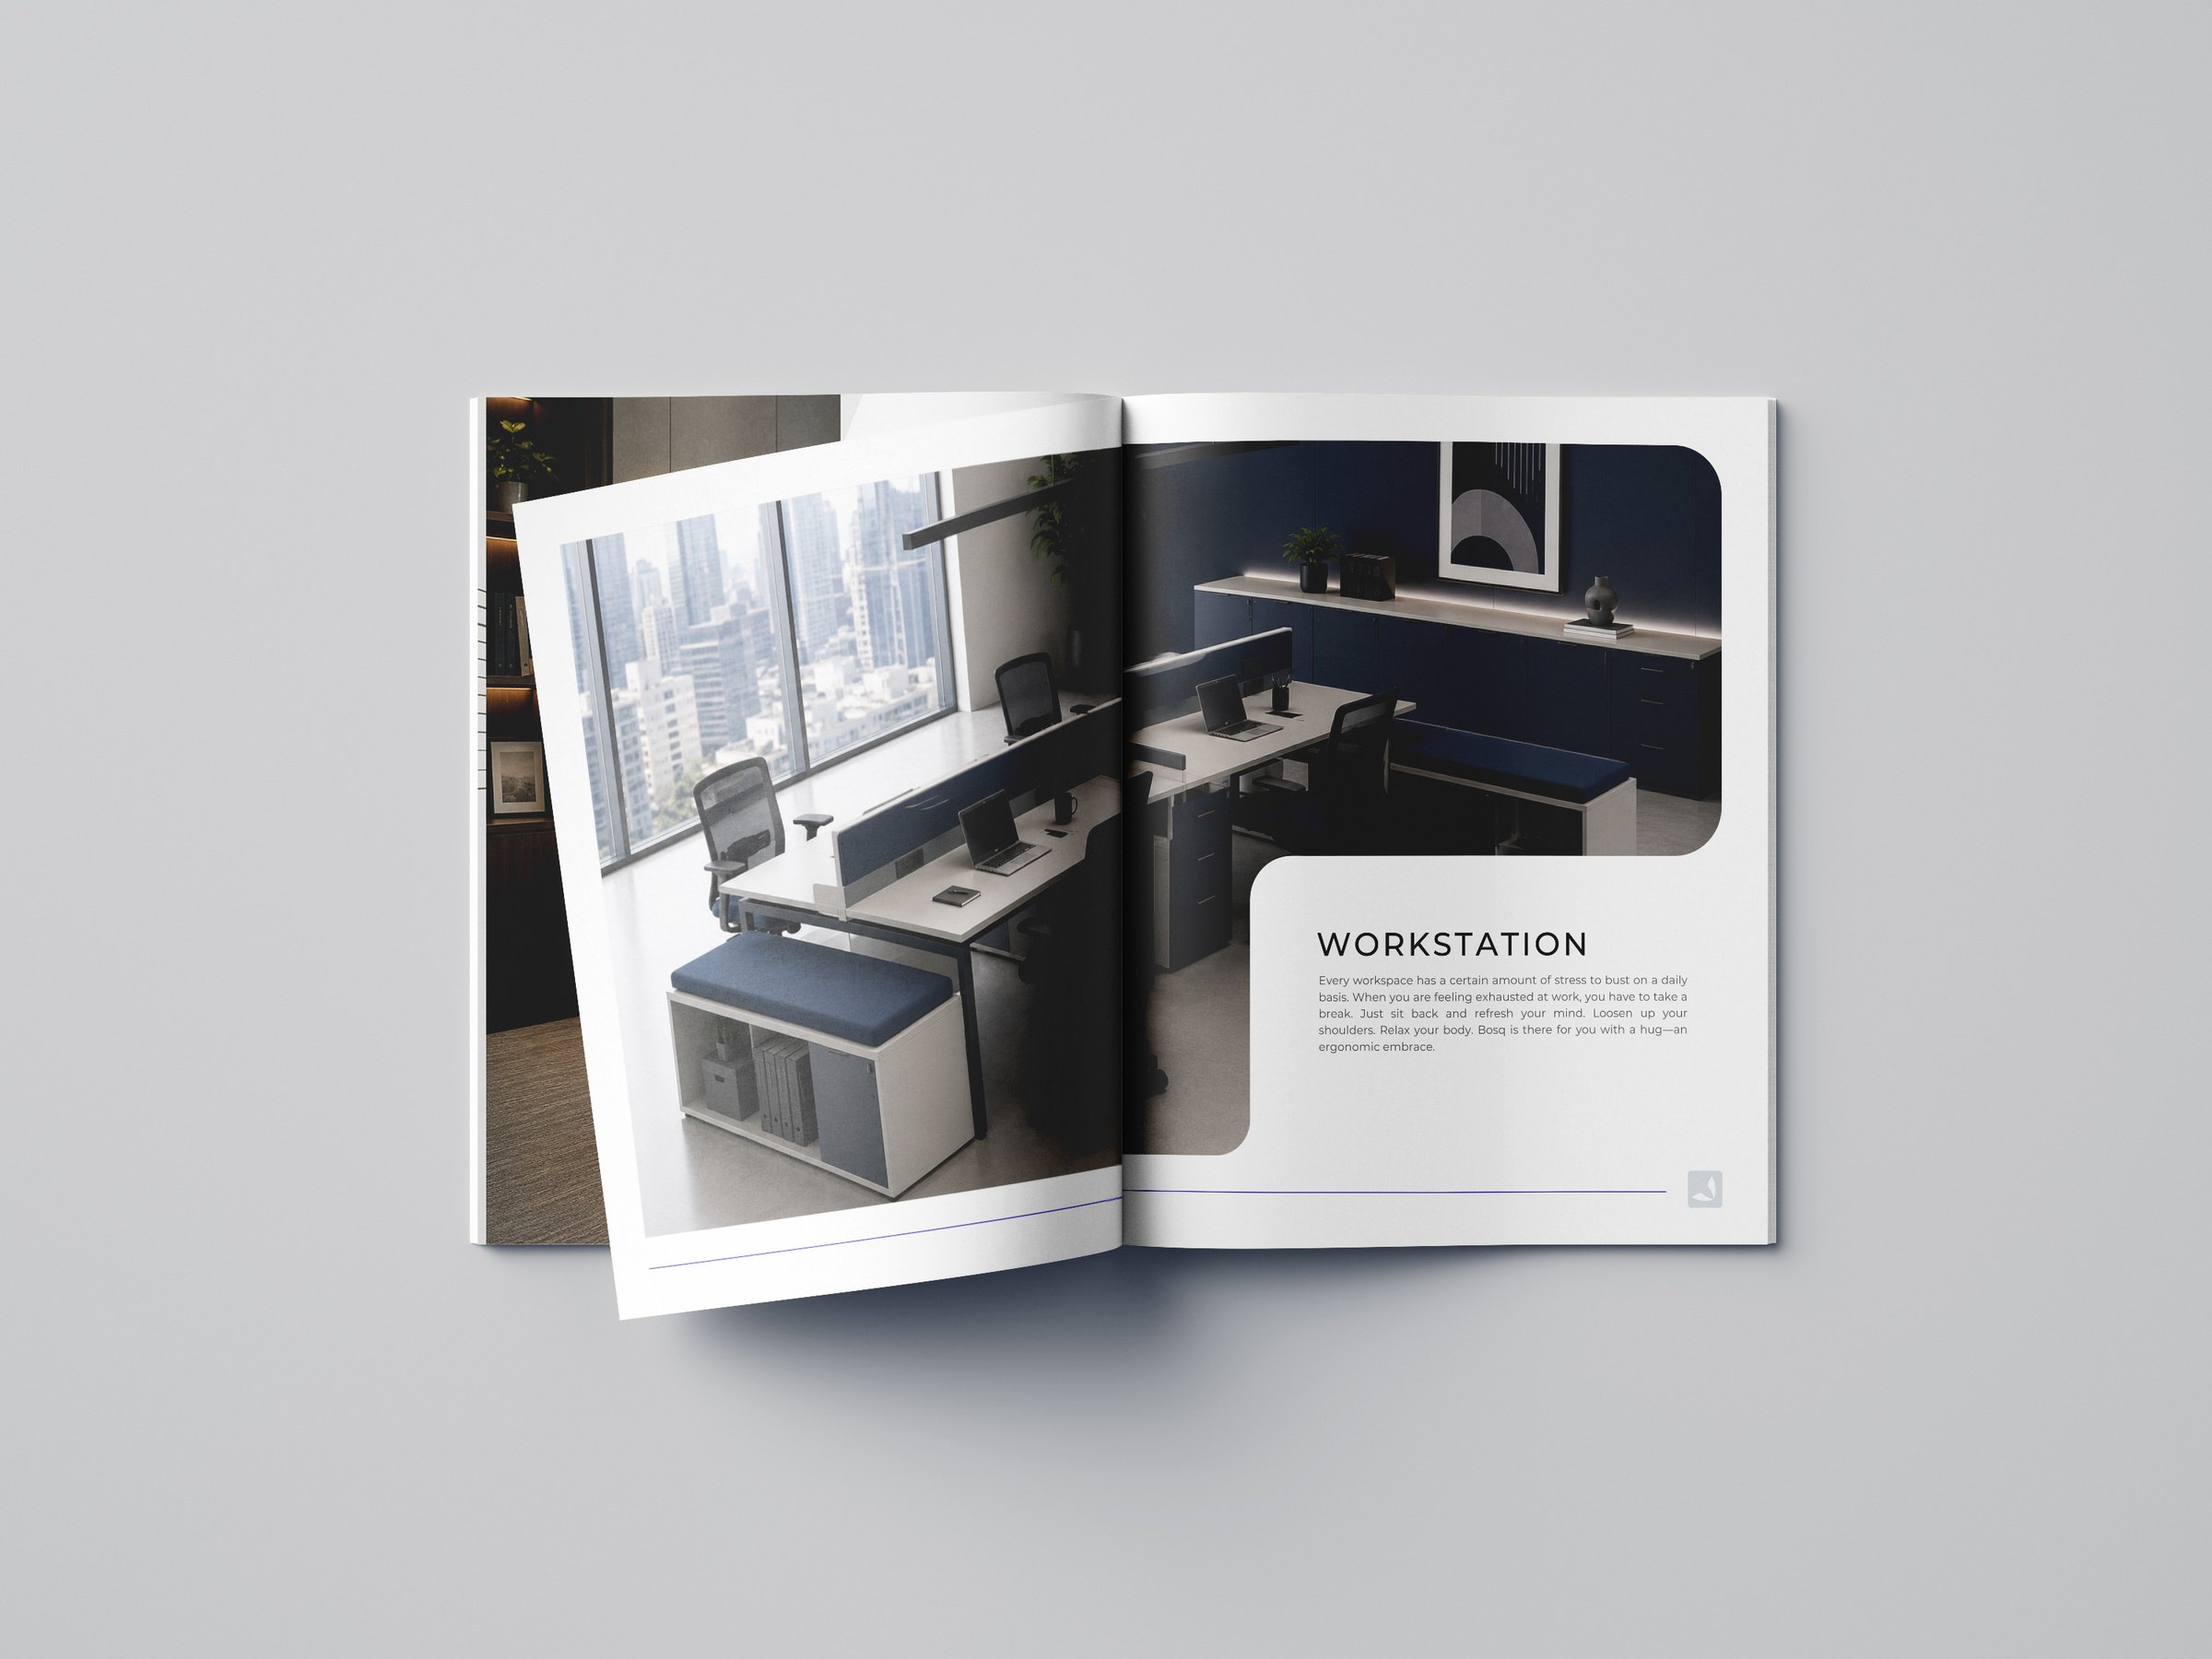 WORKSTATION
Every workspace has a certain amount of stress to bust on a daily
basis. When you are feeling exhausted at work, you have to take a
break. Just sit back and refresh your mind. Loosen up your
shoulders. Relax your body. Bosq is there for you with a hug—an
ergonomic embrace.